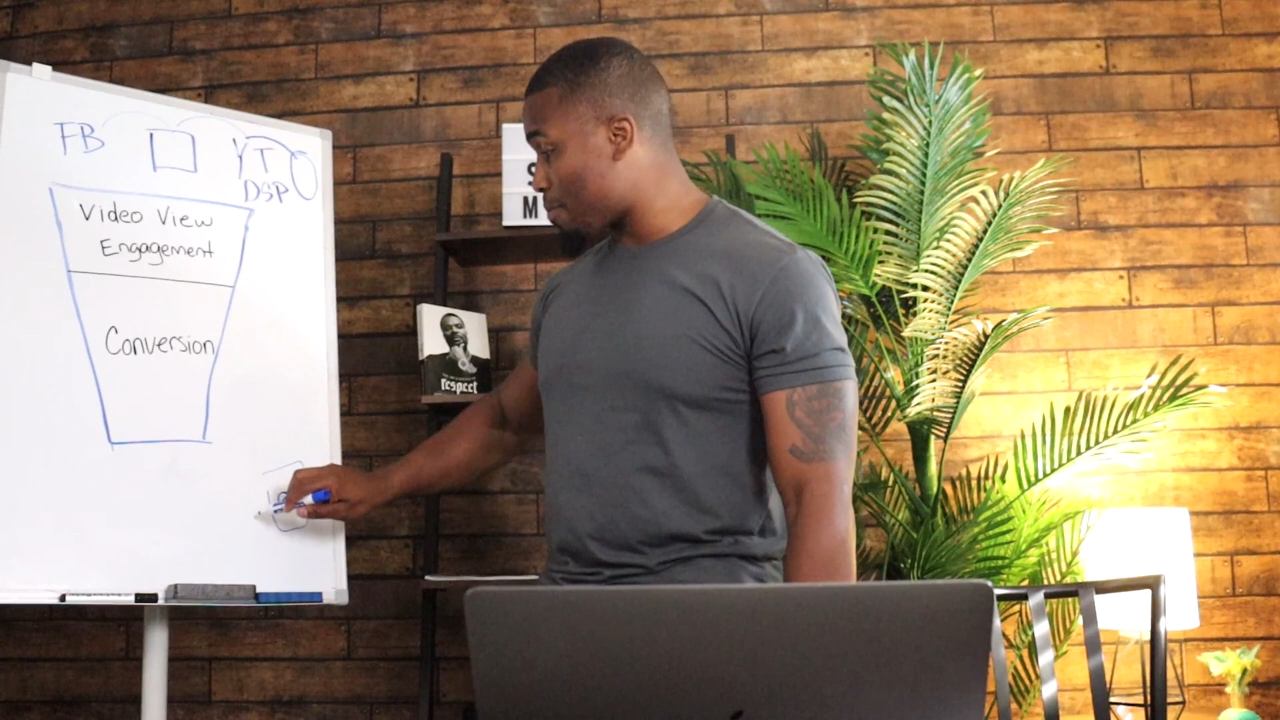 FB
YT
DSP
Video View
Engagement
Conversion
S
M
respect